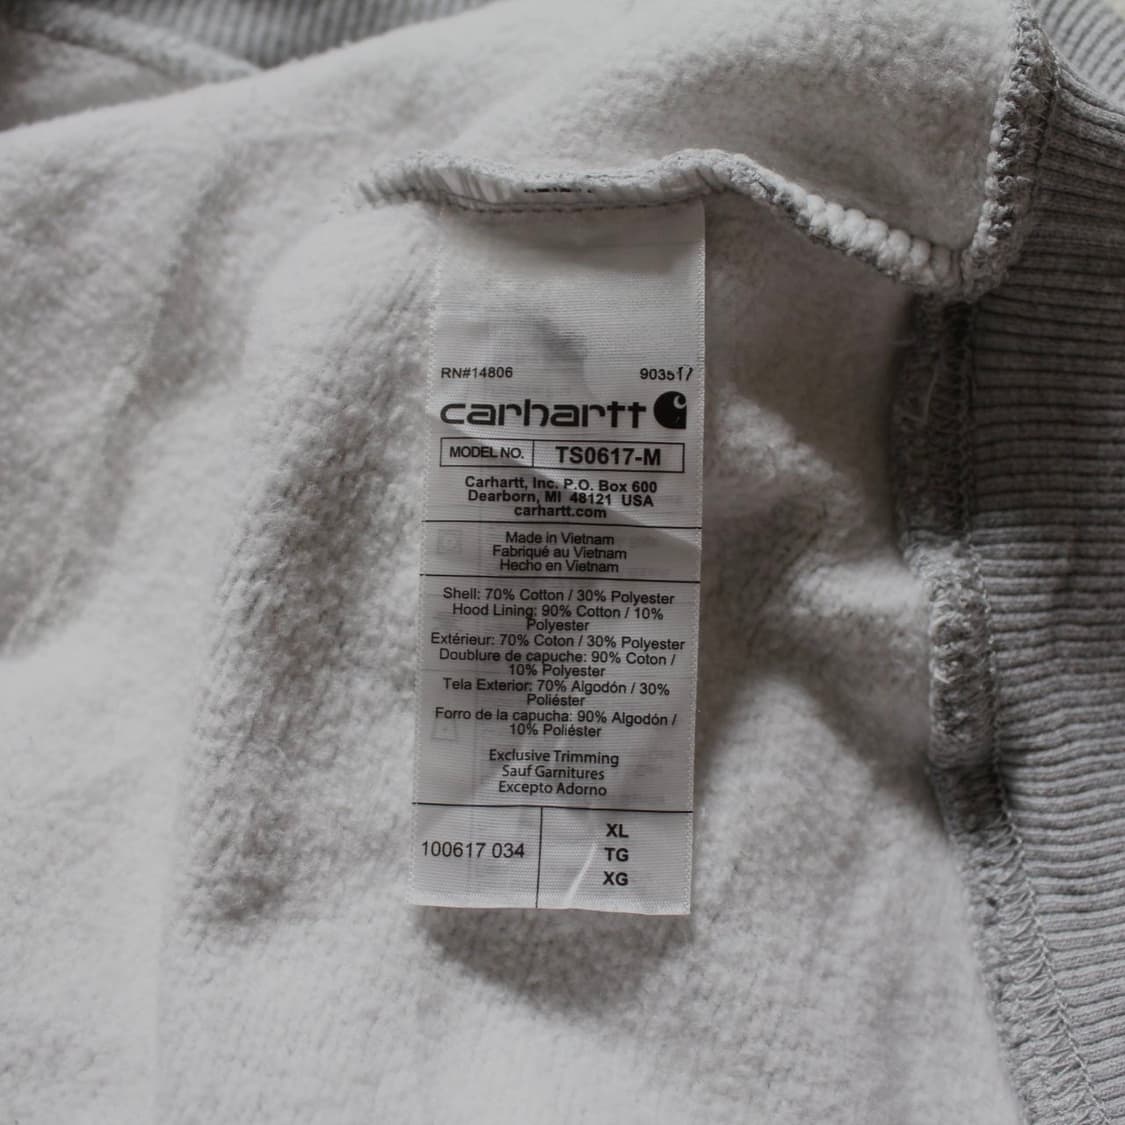 RN#14806 903517
carhartt
MODEL NO. TS0617-M
Carhartt, Inc. P.O. Box 600
Dearborn, MI 48121 USA
carhartt.com
Made in Vietnam
Fabriqué au Vietnam
Hecho en Vietnam
Shell: 70% Cotton / 30% Polyester
Hood Lining: 90% Cotton / 10%
Polyester
Extérieur: 70% Coton / 30% Polyester
Doublure de capuche: 90% Coton /
10% Polyester
Tela Exterior: 70% Algodón / 30%
Poliéster
Forro de la capucha: 90% Algodón /
10% Poliéster
Exclusive Trimming
Sauf Garnitures
Excepto Adorno
100617 034
XL
TG
XG